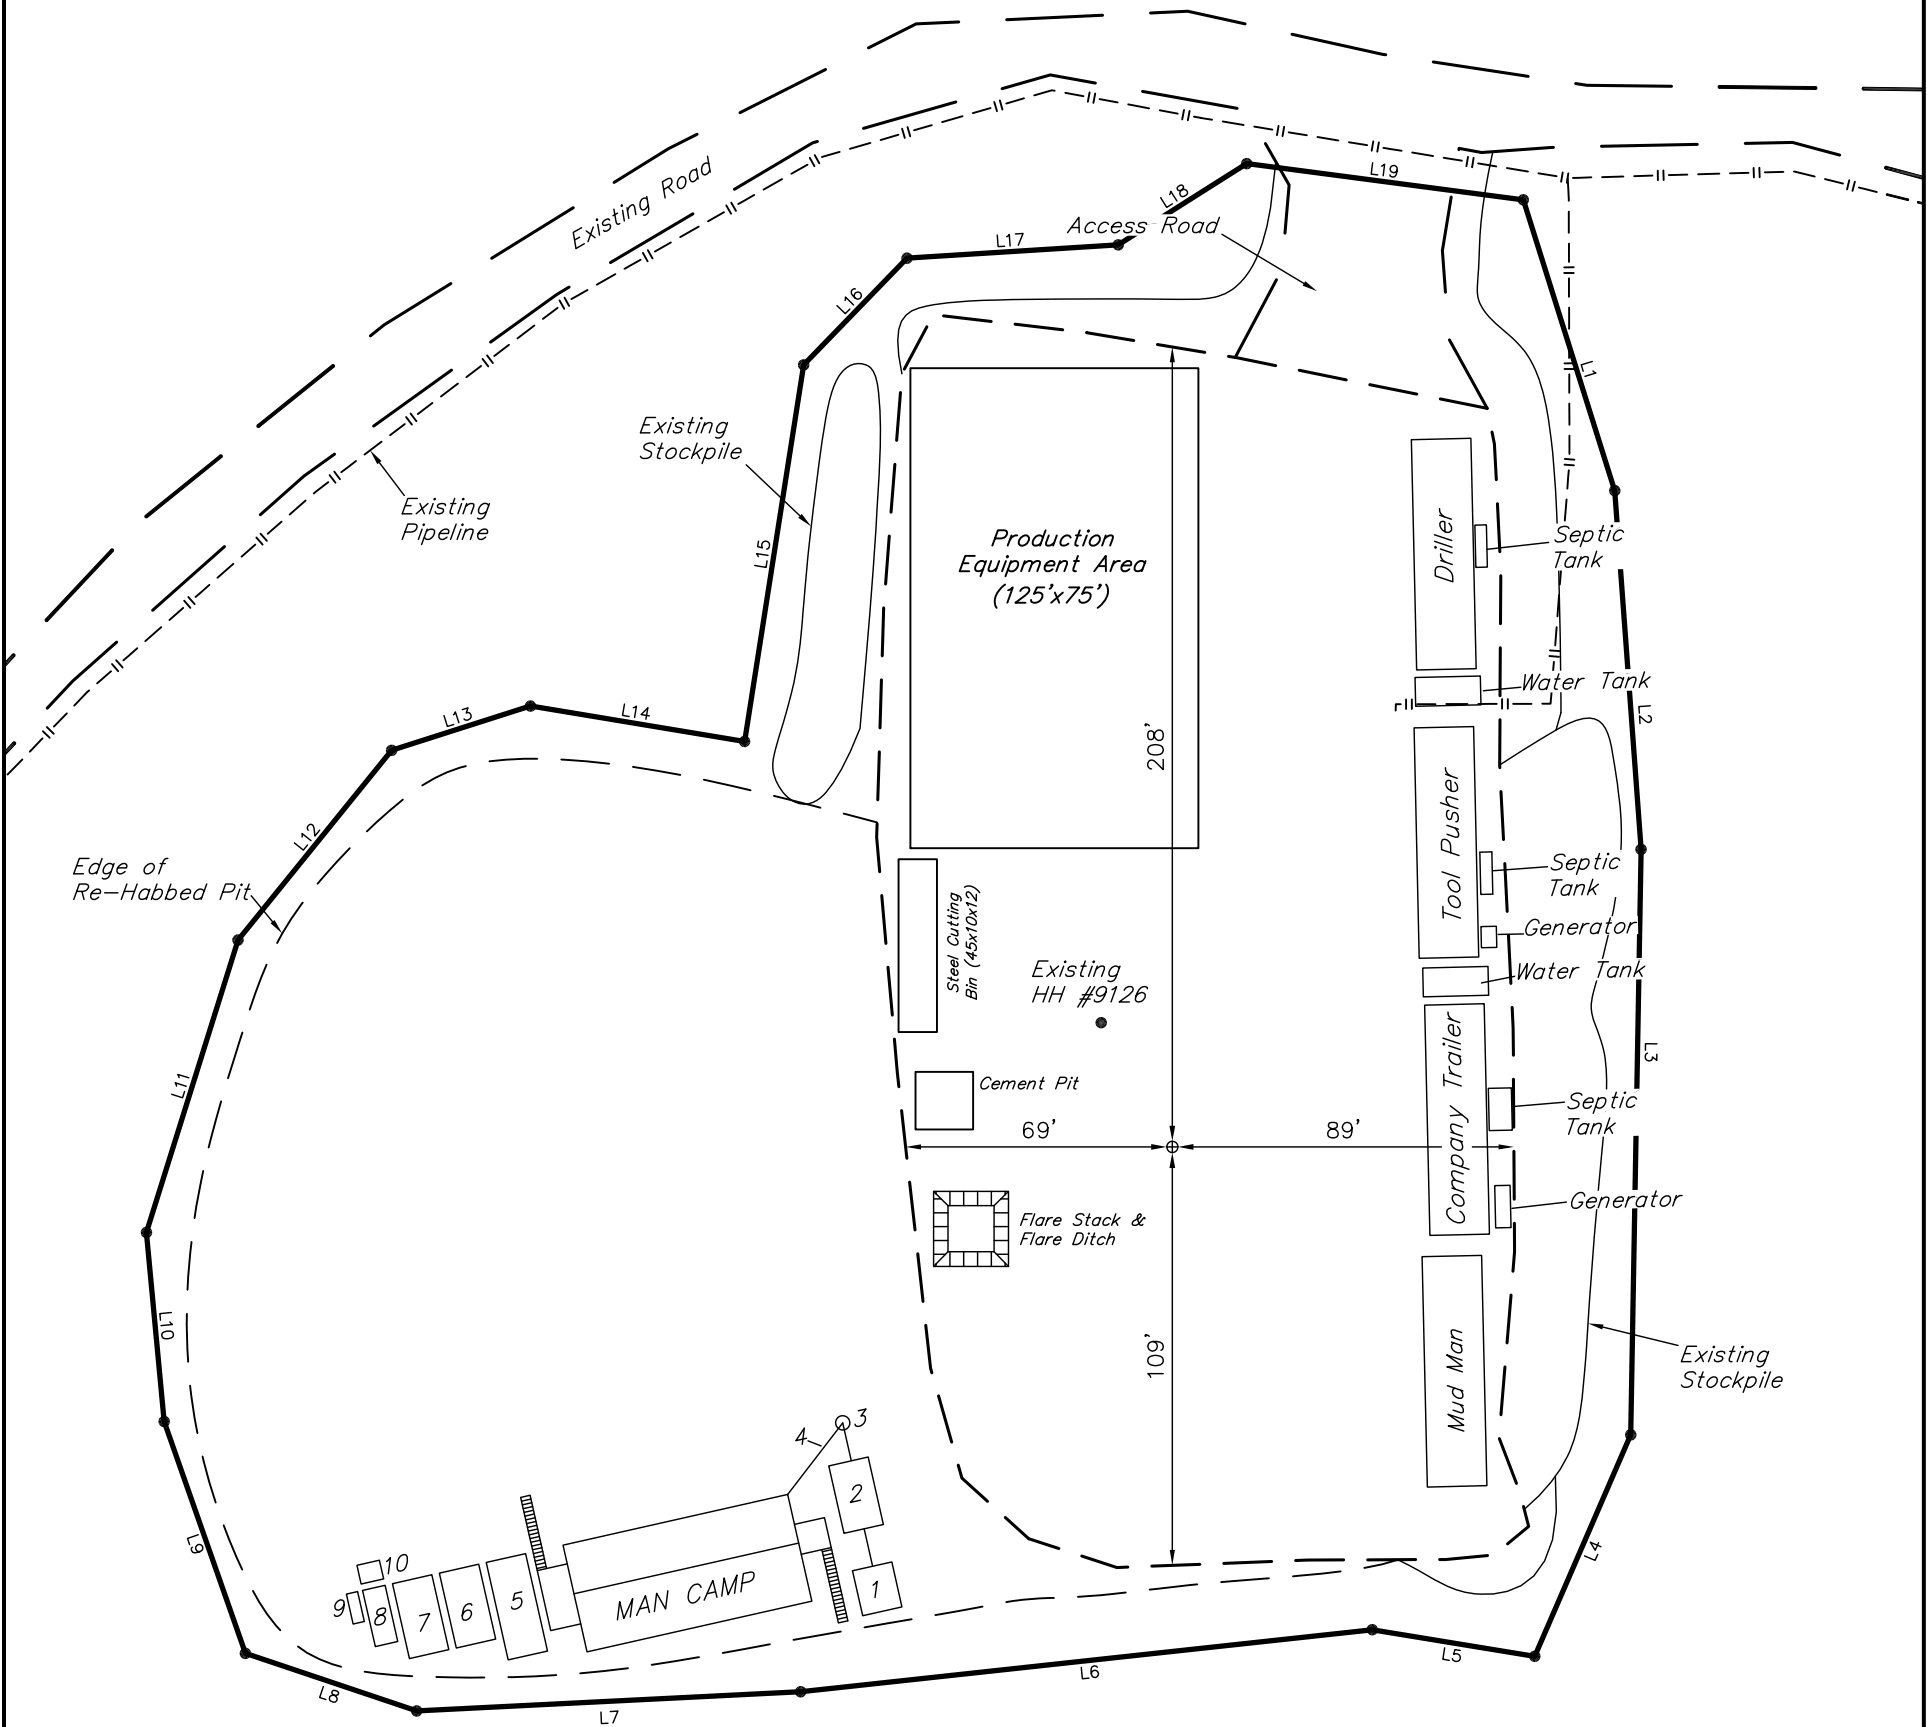 L19
L18
Existing Road
Access Road
L17
L16
L1
Existing
Stockpile
Existing
Pipeline
L15
Production
Equipment Area
(125'x75')
Driller
Septic
Tank
Water Tank
L13
L14
L2
208'
Tool Pusher
L12
Edge of
Re-Habbed Pit
Septic
Tank
Steel Cutting
Bin (45x10x12)
Generator
Existing
HH #9126
Water Tank
L3
L11
Cement Pit
Company Trailer
Septic
Tank
69'
89'
Generator
Flare Stack &
Flare Ditch
L10
109'
Mud Man
Existing
Stockpile
3
4
2
L9
L4
10
9
8
7
6
5
MAN CAMP
1
L5
L6
L8
L7